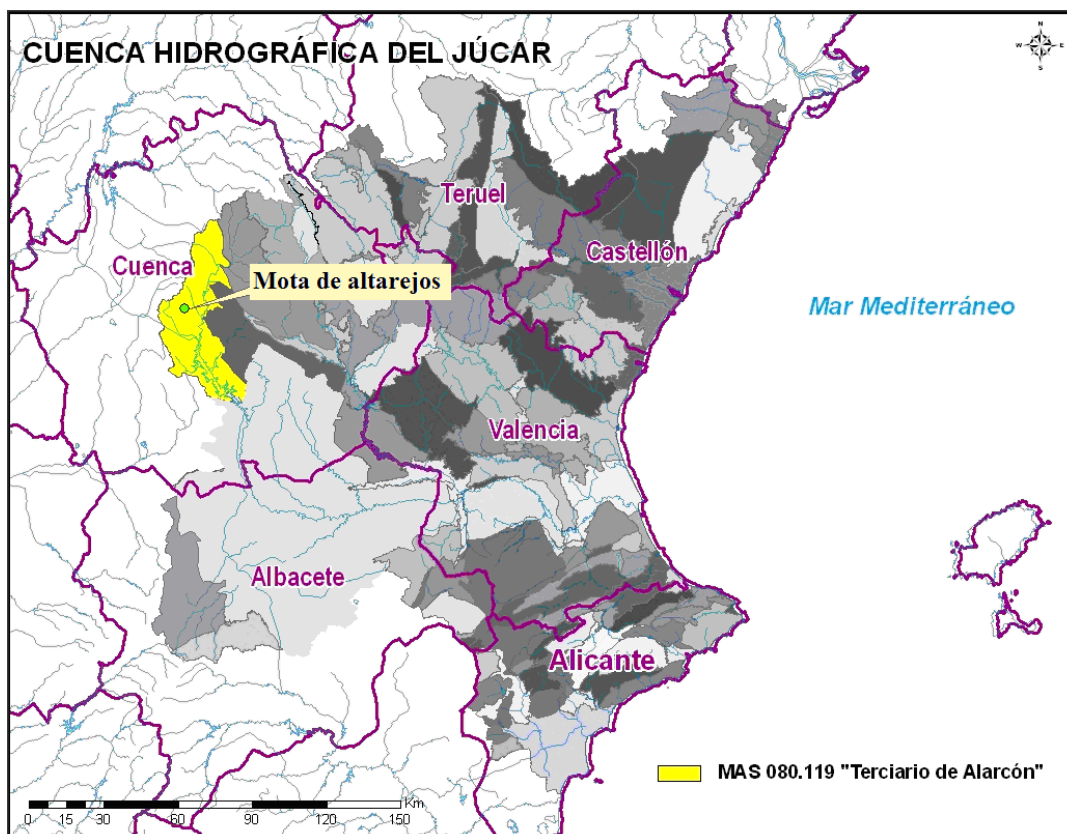 CUENCA HIDROGRÁFICA DEL JÚCAR
N
W E
S
Teruel
Castellón
Cuenca
Mota de altarejos
Mar Mediterráneo
Valencia
Albacete
Alicante
MAS 080.119 "Terciario de Alarcón"
Km
0 15 30 60 90 120 150